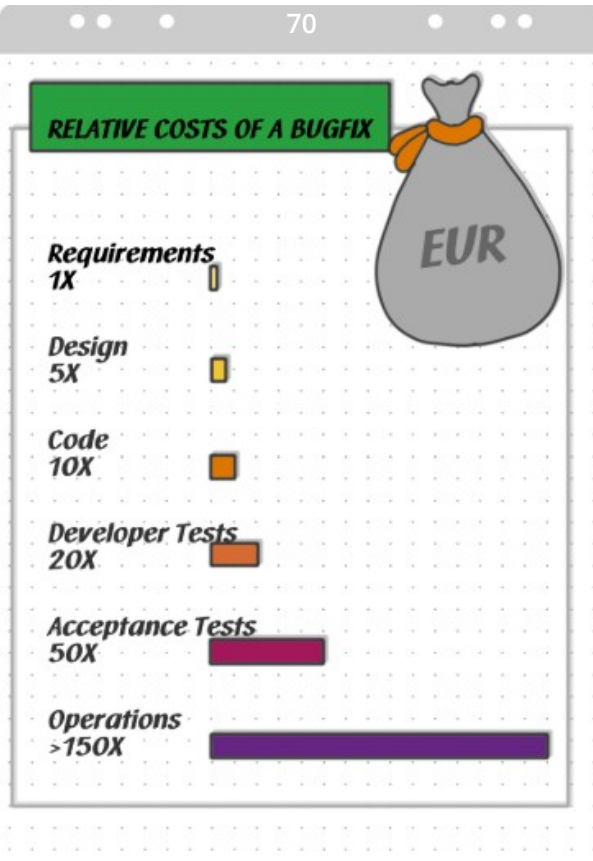 70
RELATIVE COSTS OF A BUGFIX
EUR
Requirements
1X
Design
5X
Code
10X
Developer Tests
20X
Acceptance Tests
50X
Operations
>150X